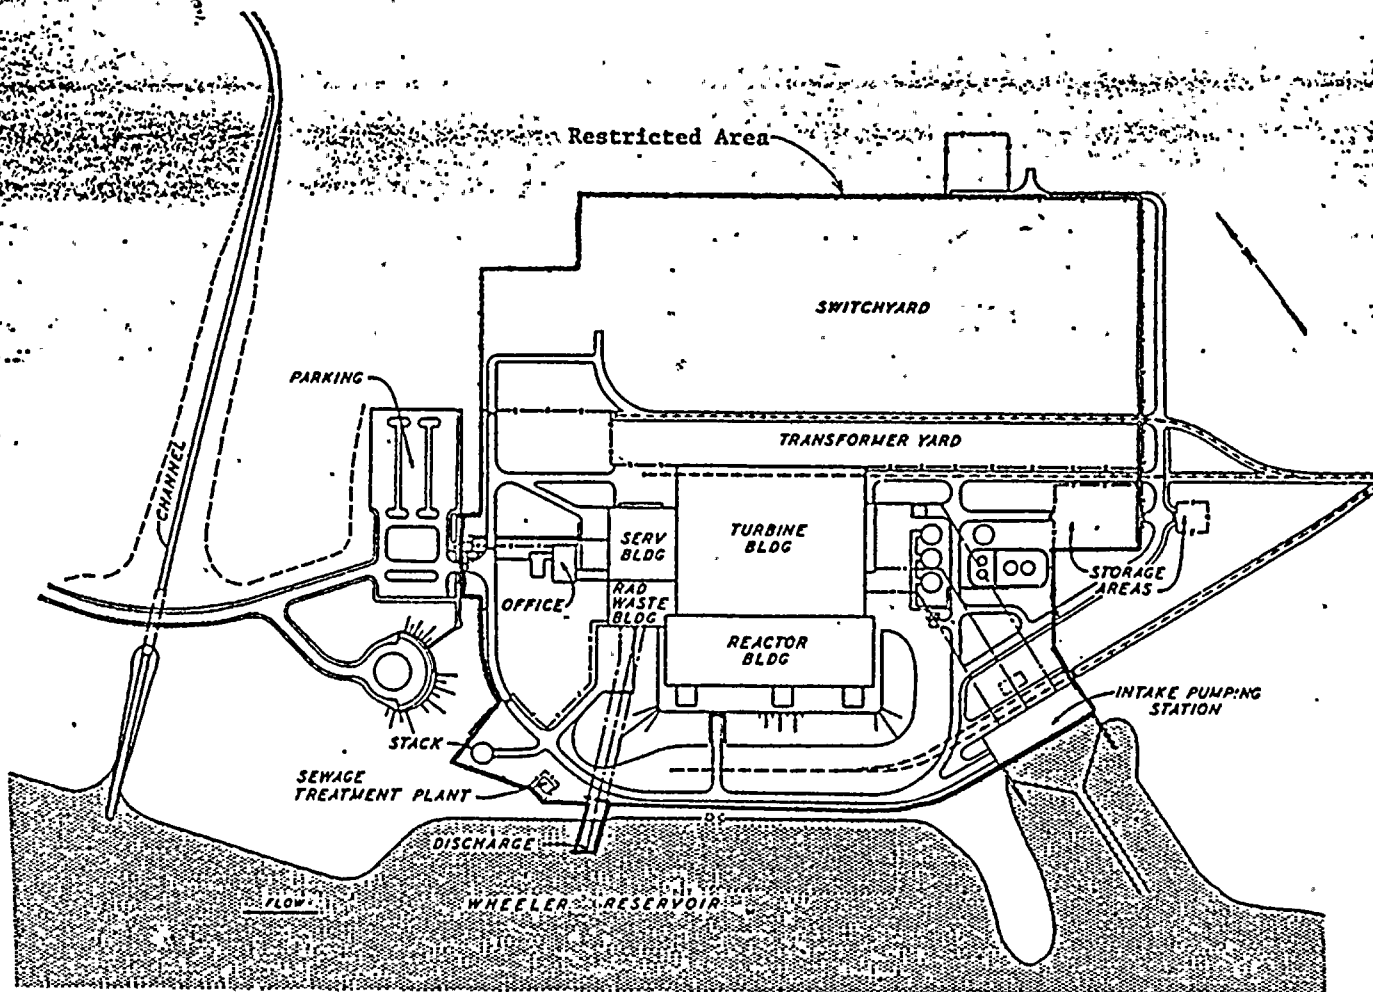 Restricted Area
SWITCHYARD
PARKING
TRANSFORMER YARD
CHANNEL
TURBINE
BLDG
SERV
BLDG
STORAGE
AREAS
OFFICE
RAD
WASTE
BLDG
REACTOR
BLDG
INTAKE PUMPING
STATION
STACK
SEWAGE
TREATMENT PLANT
DISCHARGE
FLOW
WHEELER RESERVOIR